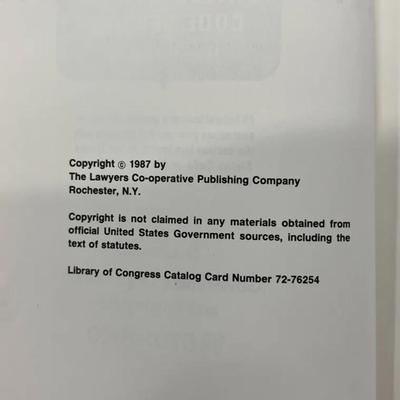 Copyright © 1987 by
The Lawyers Co-operative Publishing Company
Rochester, N.Y.
Copyright is not claimed in any materials obtained from
official United States Government sources, including the
text of statutes.
Library of Congress Catalog Card Number 72-76254